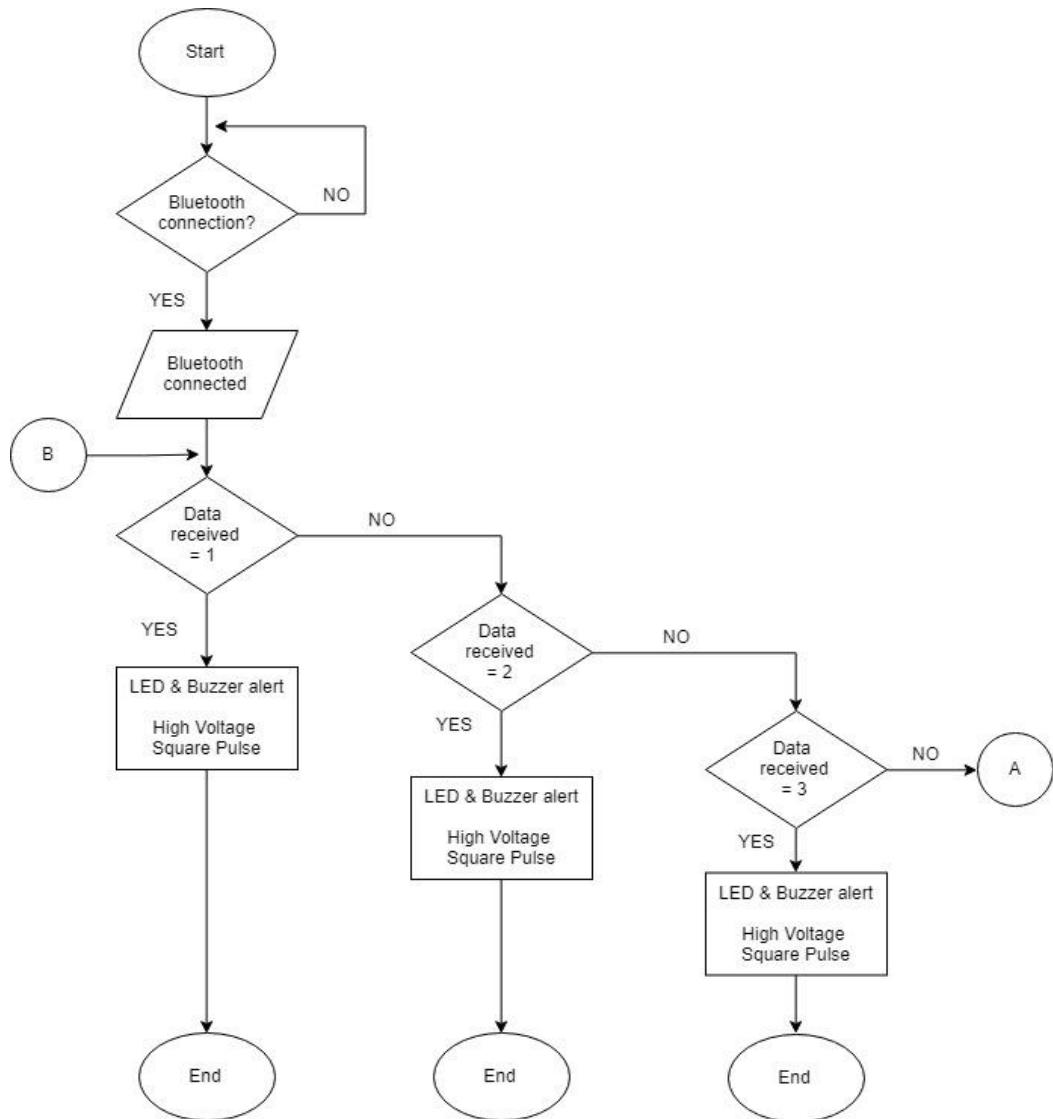 Start
Bluetooth
connection?
NO
YES
Bluetooth
connected
B
Data
received
= 1
NO
YES
LED & Buzzer alert
High Voltage
Square Pulse
Data
received
= 2
NO
YES
LED & Buzzer alert
High Voltage
Square Pulse
Data
received
= 3
NO
A
YES
LED & Buzzer alert
High Voltage
Square Pulse
End
End
End